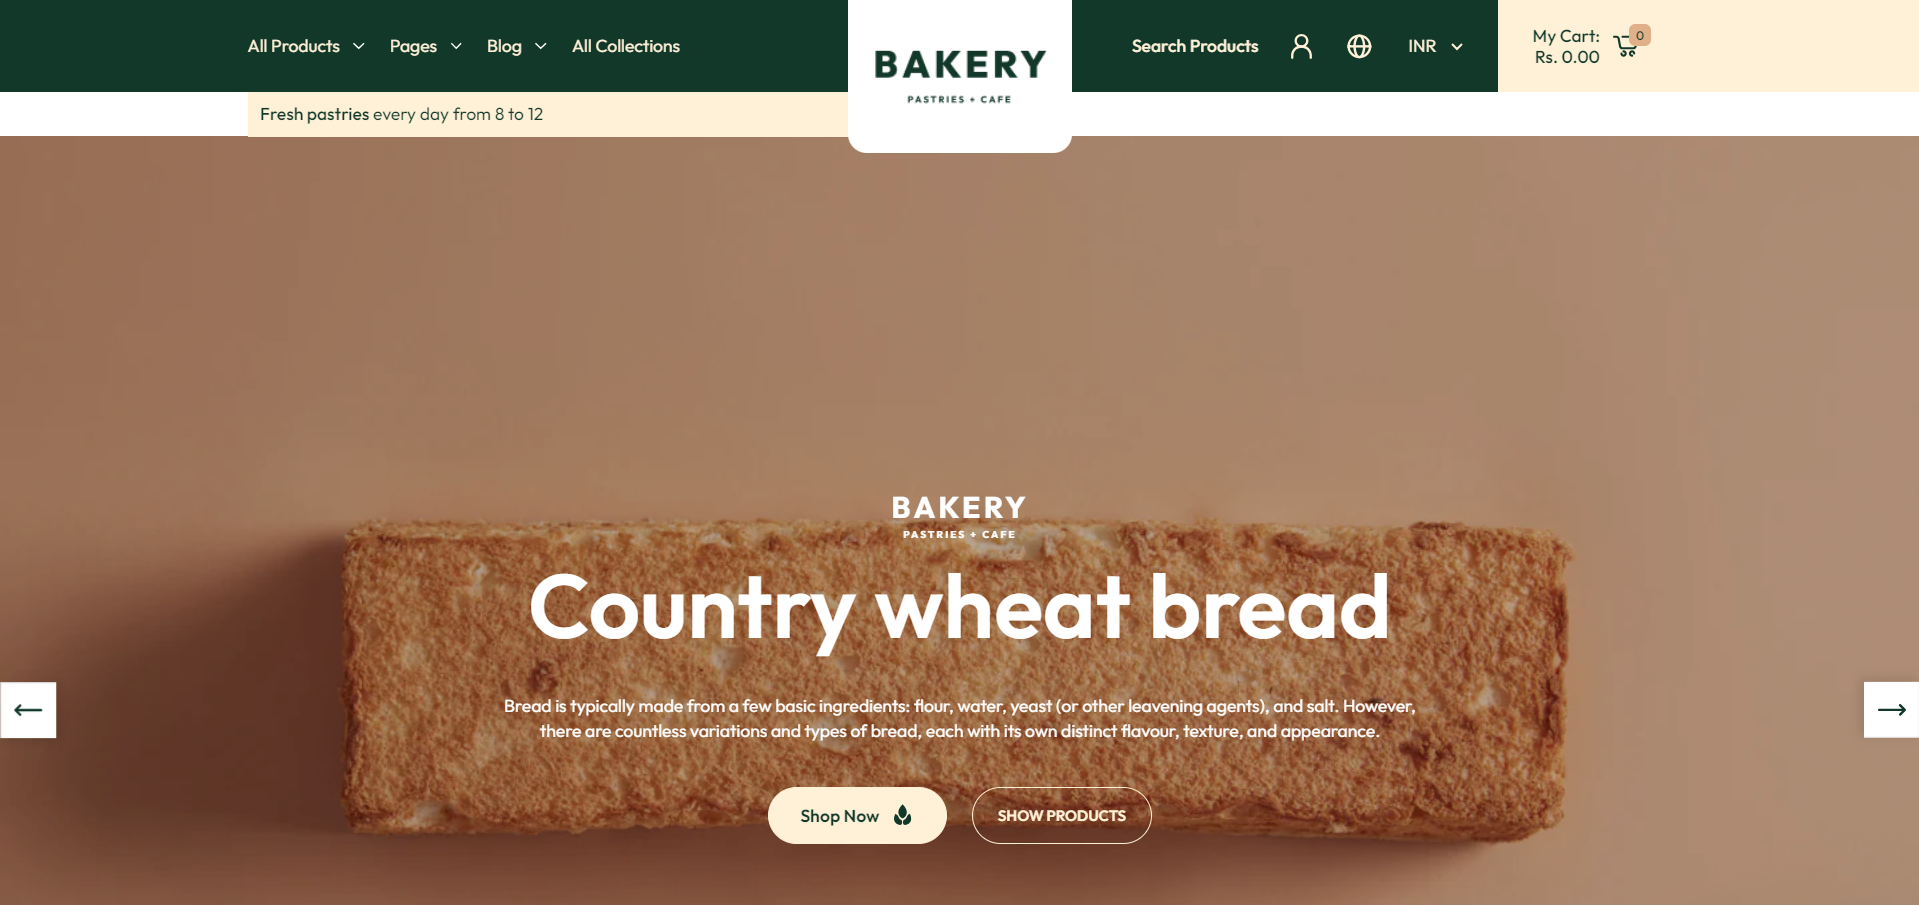 All Products
Pages
Blog
All Collections
BAKERY
PASTRIES + CAFE
Search Products
INR
My Cart:
Rs. 0.00
0
Fresh pastries every day from 8 to 12
BAKERY
PASTRIES + CAFE
Country wheat bread
Bread is typically made from a few basic ingredients: flour, water, yeast (or other leavening agents), and salt. However,
there are countless variations and types of bread, each with its own distinct flavour, texture, and appearance.
Shop Now
SHOW PRODUCTS